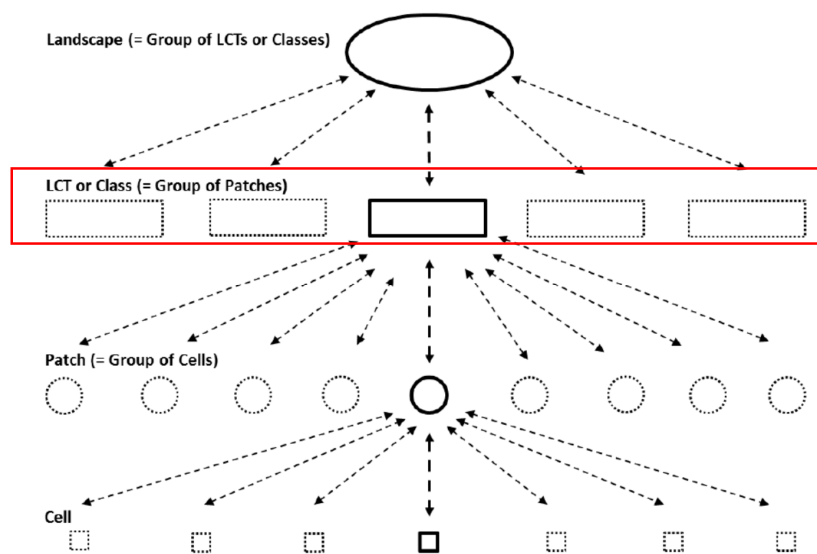 Landscape (= Group of LCTs or Classes)
LCT or Class (= Group of Patches)
Patch (= Group of Cells)
Cell